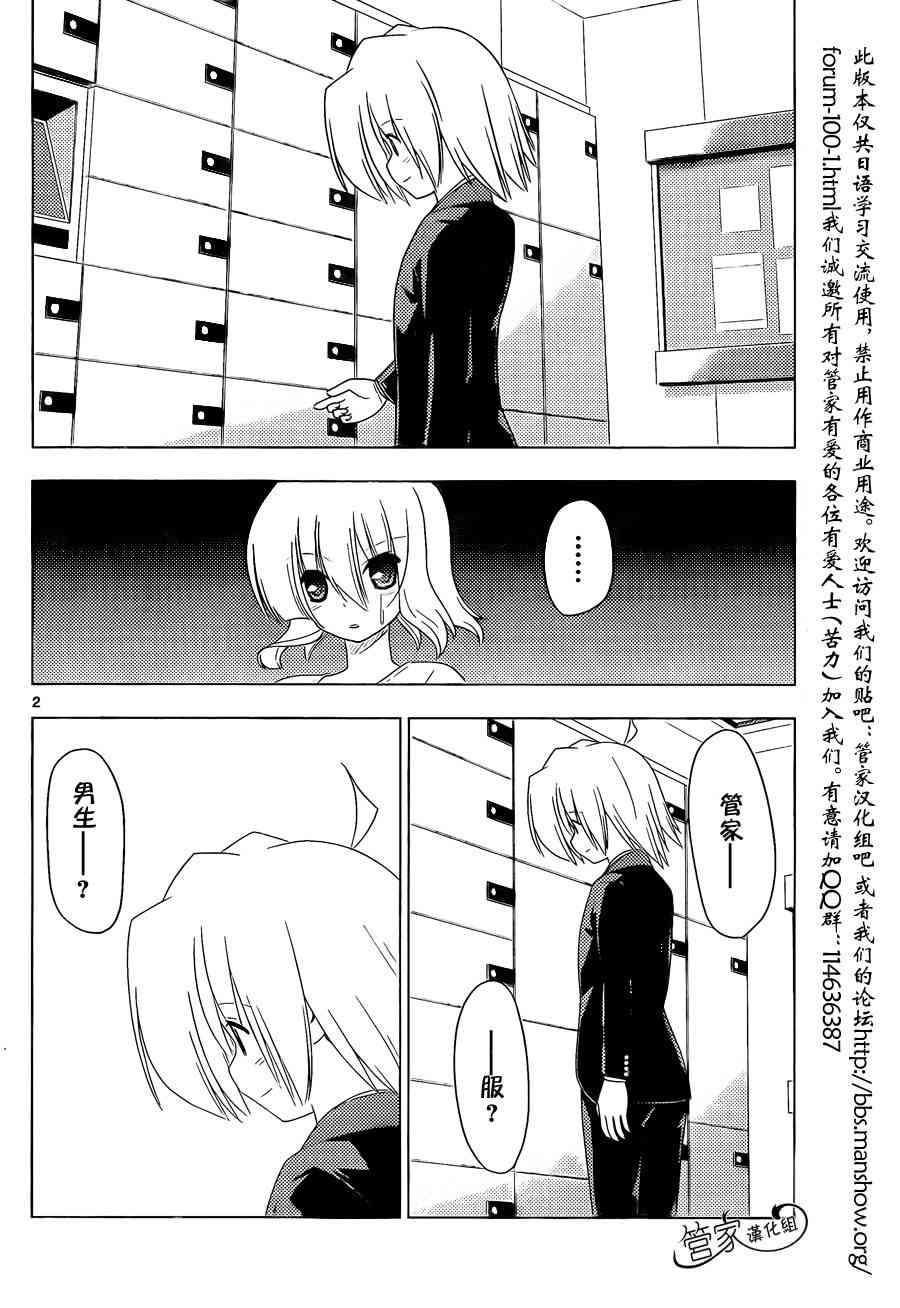 此版本仅共日语学习交流使用，禁止用作商业用途。欢迎访问我们的贴吧：管家汉化组吧 或者我们的论坛http://bbs.manshow.org/
forum-100-1.html我们诚邀所有对管家有爱的各位有爱人士（苦力）加入我们。有意请加QQ群：114636387
……
2
管家——
——服？
男生——？
管家漢化組